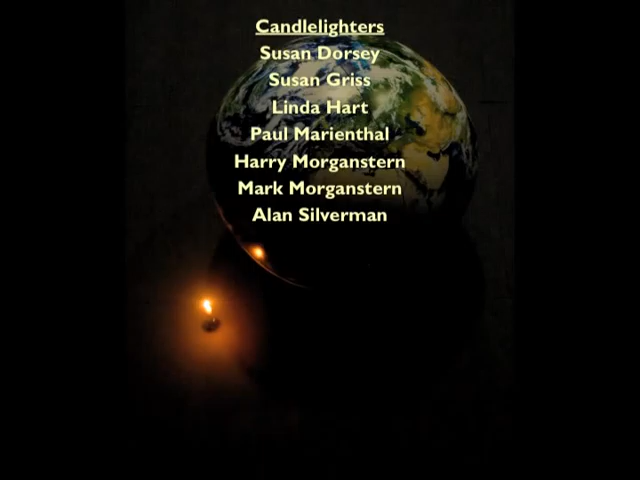 Candlelighters
Susan Dorsey
Susan Griss
Linda Hart
Paul Marienthal
Harry Morganstern
Mark Morganstern
Alan Silverman